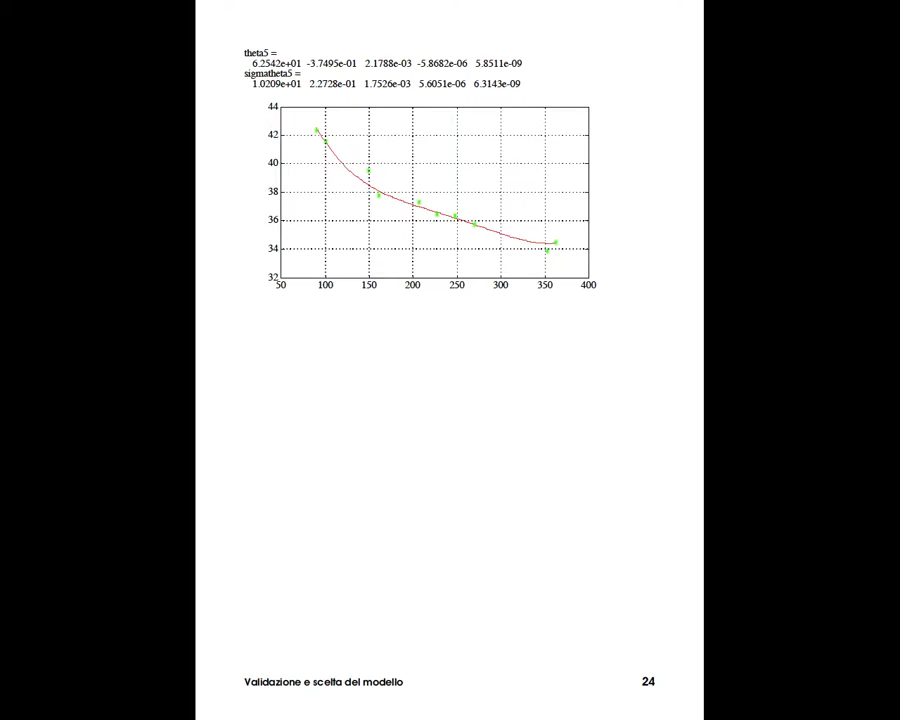 theta5 =
6.2542e+01 -3.7495e-01 2.1788e-03 -5.8682e-06 5.8511e-09
sigmatheta5 =
1.0209e+01 2.2728e-01 1.7526e-03 5.6051e-06 6.3143e-09
44
42
40
38
36
34
32
50 100 150 200 250 300 350 400
Validazione e scelta del modello 24